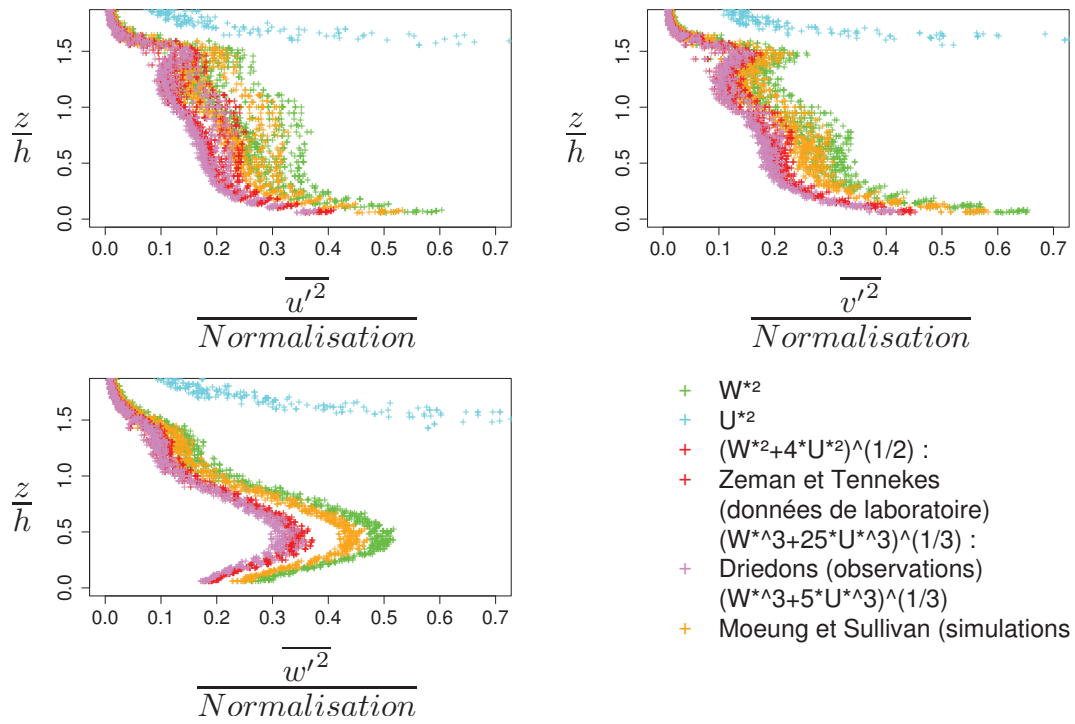 1.5
1.0
0.5
0.0
z
h
0.0 0.1 0.2 0.3 0.4 0.5 0.6 0.7
u′²
Normalisation
1.5
1.0
0.5
0.0
z
h
0.0 0.1 0.2 0.3 0.4 0.5 0.6 0.7
v′²
Normalisation
1.5
1.0
0.5
0.0
z
h
0.0 0.1 0.2 0.3 0.4 0.5 0.6 0.7
w′²
Normalisation
W*²
U*²
(W*²+4*U*²)^(1/2) :
Zeman et Tennekes
(données de laboratoire)
(W*^3+25*U*^3)^(1/3) :
Driedons (observations)
(W*^3+5*U*^3)^(1/3)
Moeung et Sullivan (simulations